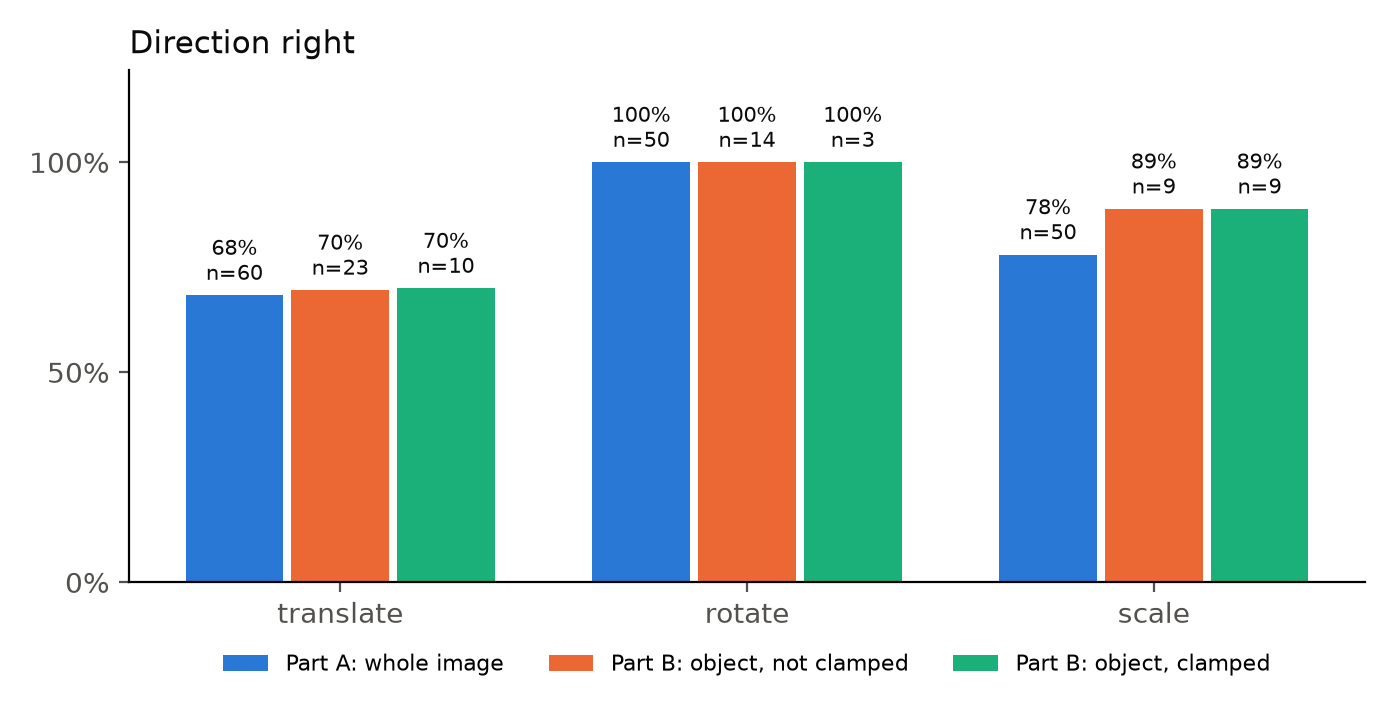 Direction right
100%
50%
0%
68%
n=60
70%
n=23
70%
n=10
100%
n=50
100%
n=14
100%
n=3
78%
n=50
89%
n=9
89%
n=9
translate
rotate
scale
Part A: whole image
Part B: object, not clamped
Part B: object, clamped